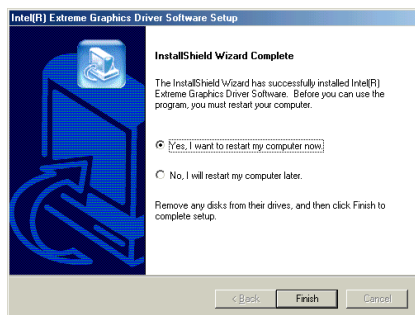 Intel(R) Extreme Graphics Driver Software Setup
InstallShield Wizard Complete
The InstallShield Wizard has successfully installed Intel(R)
Extreme Graphics Driver Software. Before you can use the
program, you must restart your computer.
Yes, I want to restart my computer now.
No, I will restart my computer later.
Remove any disks from their drives, and then click Finish to
complete setup.
< Back
Finish
Cancel